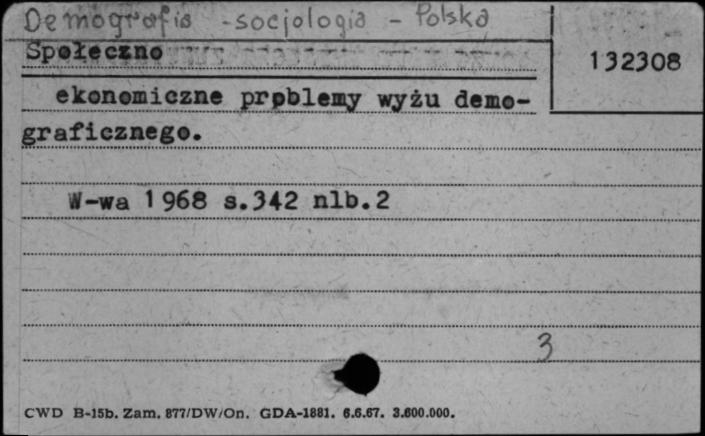 Demografia - socjologia - Polska
Społeczno
132308
ekonomiczne prpblemy wyżu demo-
graficznego.
W-wa 1968 s.342 nlb.2
3
CWD B-15b. Zam. 877/DW/On. GDA-1881. 6.6.67. 3.600.000.